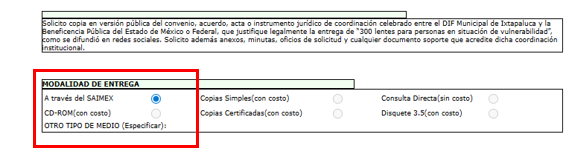 Solicito copia en versión pública del convenio, acuerdo, acta o instrumento jurídico de coordinación celebrado entre el DIF Municipal de Ixtapaluca y la
Beneficencia Pública del Estado de México o Federal, que justifique legalmente la entrega de "300 lentes para personas en situación de vulnerabilidad",
como se difundió en redes sociales. Solicito además anexos, minutas, oficios de solicitud y cualquier documento soporte que acredite dicha coordinación
institucional.
MODALIDAD DE ENTREGA
A través del SAIMEX Copias Simples(con costo) Consulta Directa(sin costo)
CD-ROM(con costo) Copias Certificadas(con costo) Disquete 3.5(con costo)
OTRO TIPO DE MEDIO (Especificar):